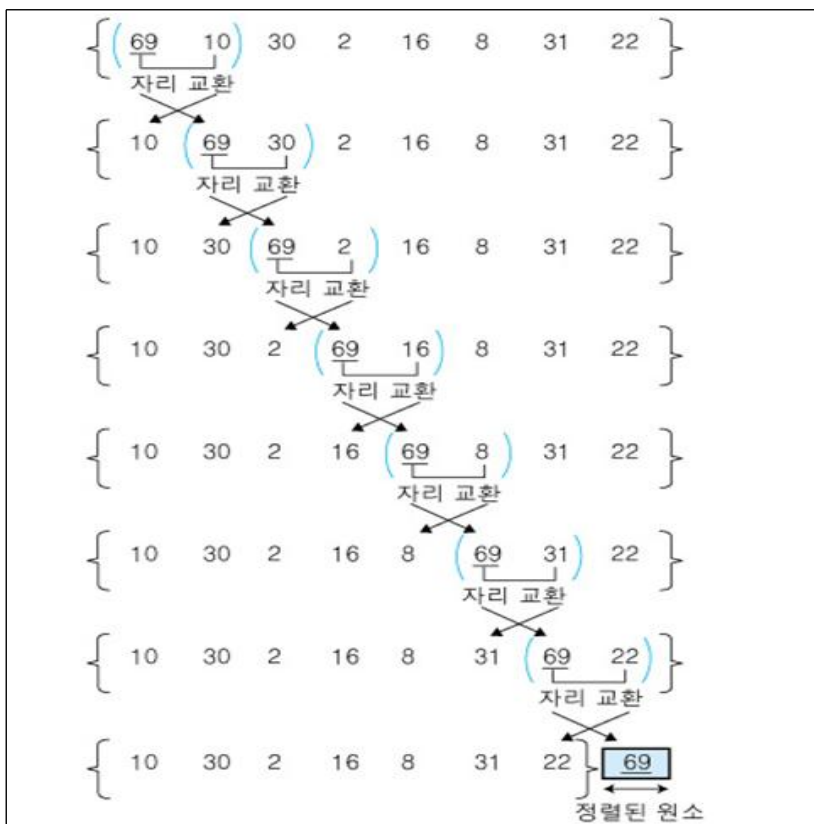 { ( 69 10 ) 30 2 16 8 31 22 }
자리 교환
{ 10 ( 69 30 ) 2 16 8 31 22 }
자리 교환
{ 10 30 ( 69 2 ) 16 8 31 22 }
자리 교환
{ 10 30 2 ( 69 16 ) 8 31 22 }
자리 교환
{ 10 30 2 16 ( 69 8 ) 31 22 }
자리 교환
{ 10 30 2 16 8 ( 69 31 ) 22 }
자리 교환
{ 10 30 2 16 8 31 ( 69 22 ) }
자리 교환
{ 10 30 2 16 8 31 22 } 69
정렬된 원소